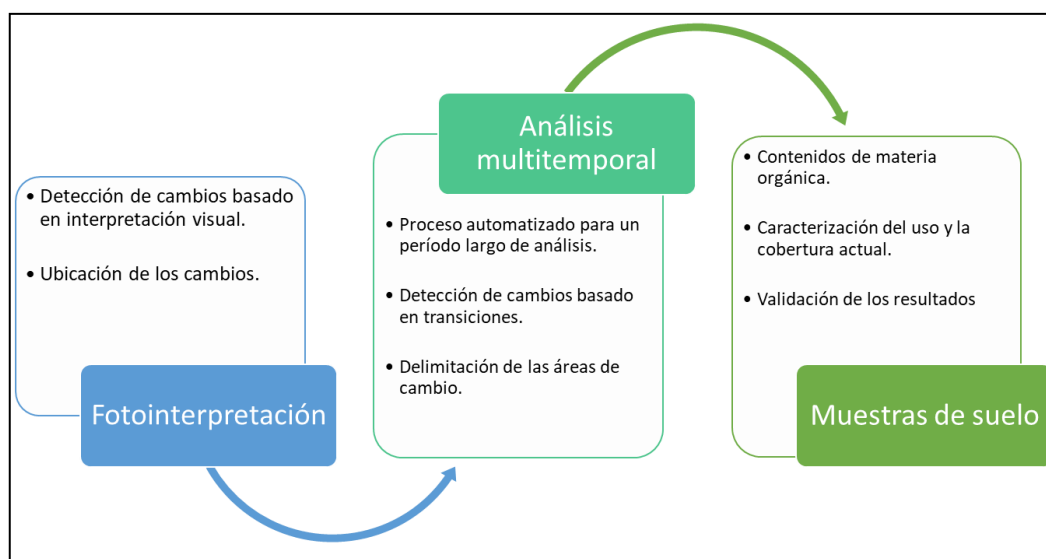 • Detección de cambios basado
en interpretación visual.
• Ubicación de los cambios.
Fotointerpretación
Análisis
multitemporal
• Proceso automatizado para un
período largo de análisis.
• Detección de cambios basado
en transiciones.
• Delimitación de las áreas de
cambio.
• Contenidos de materia
orgánica.
• Caracterización del uso y la
cobertura actual.
• Validación de los resultados
Muestras de suelo